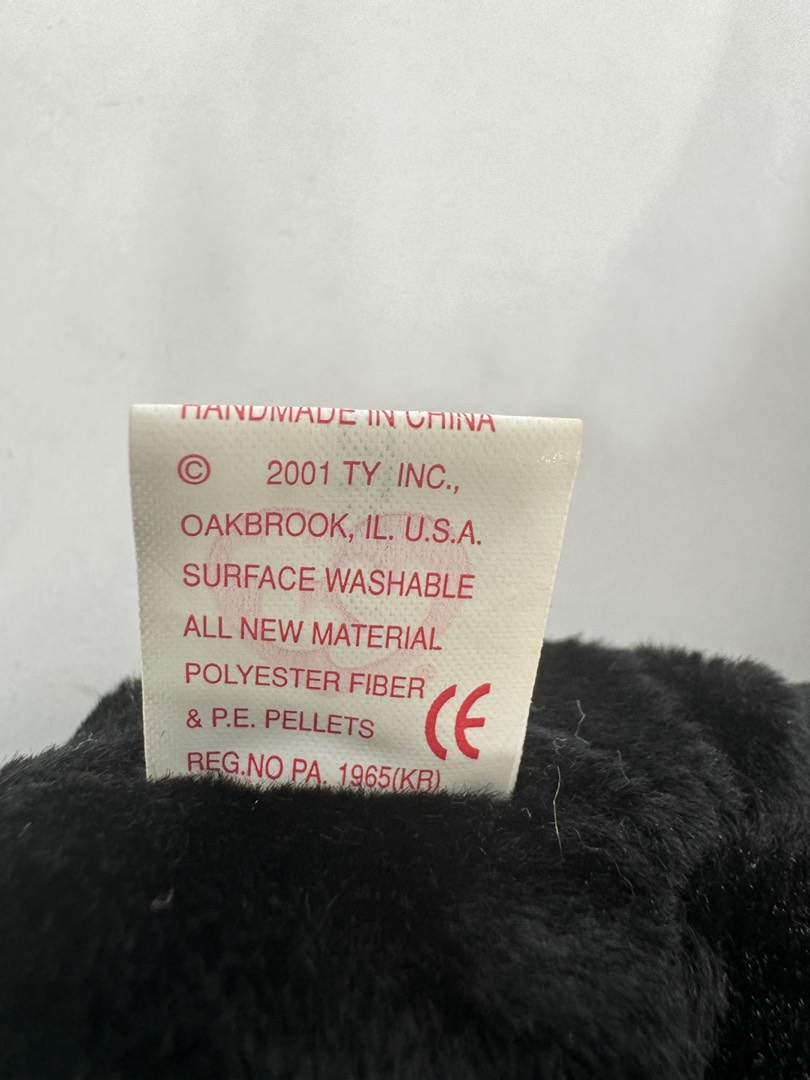 HANDMADE IN CHINA
© 2001 TY INC.,
OAKBROOK, IL. U.S.A.
SURFACE WASHABLE
ALL NEW MATERIAL
POLYESTER FIBER
& P.E. PELLETS
CE
REG.NO PA. 1965(KR)